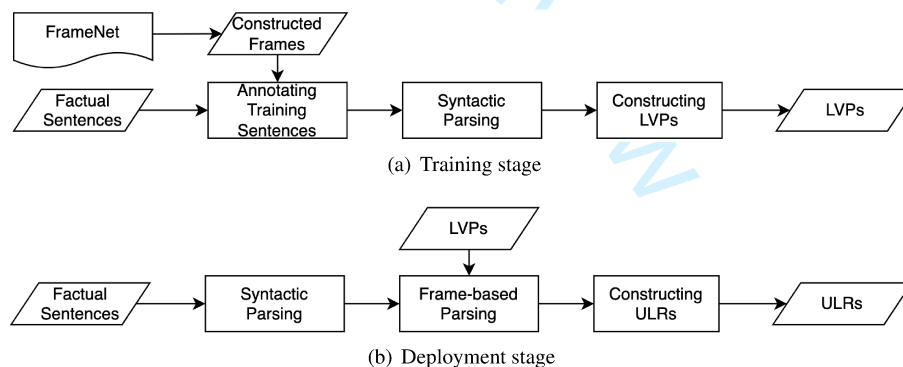 FrameNet
Constructed
Frames
Factual
Sentences
Annotating
Training
Sentences
Syntactic
Parsing
Constructing
LVPs
LVPs
(a) Training stage
LVPs
Factual
Sentences
Syntactic
Parsing
Frame-based
Parsing
Constructing
ULRs
ULRs
(b) Deployment stage